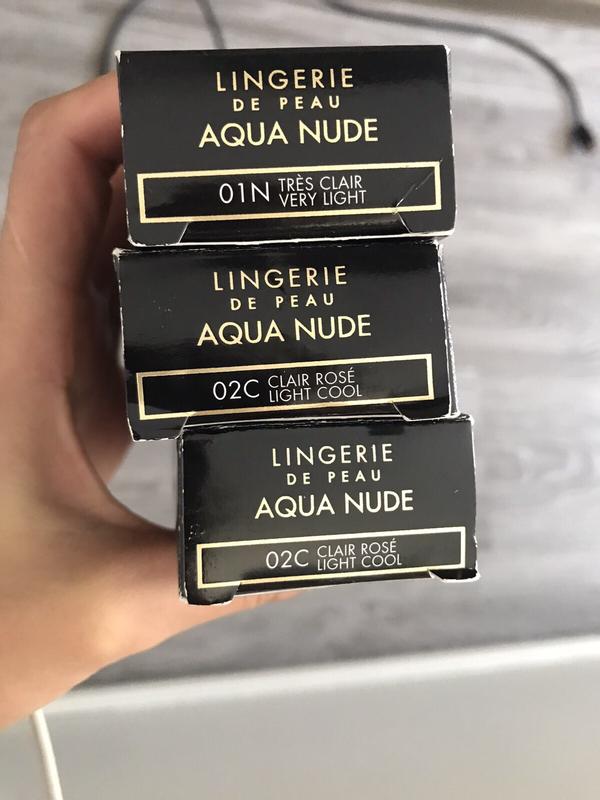 LINGERIE
DE PEAU
AQUA NUDE
01N TRÈS CLAIR
VERY LIGHT
LINGERIE
DE PEAU
AQUA NUDE
02C CLAIR ROSÉ
LIGHT COOL
LINGERIE
DE PEAU
AQUA NUDE
02C CLAIR ROSÉ
LIGHT COOL